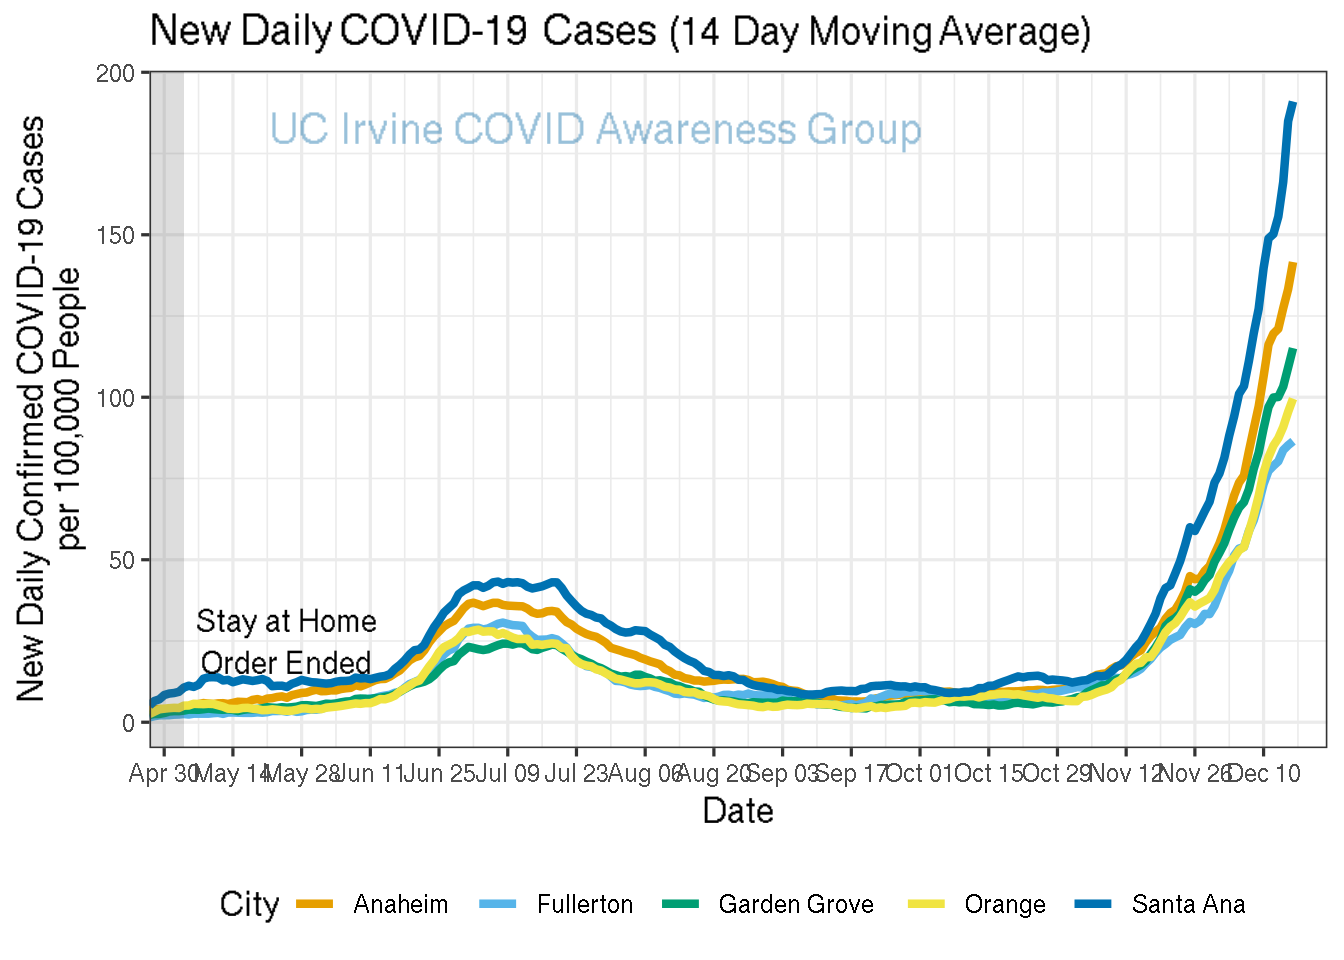 New Daily COVID-19 Cases (14 Day Moving Average)
UC Irvine COVID Awareness Group
New Daily Confirmed COVID-19 Cases
per 100,000 People
200
150
100
50
0
Stay at Home
Order Ended
Apr 30 May 14 May 28 Jun 11 Jun 25 Jul 09 Jul 23 Aug 06 Aug 20 Sep 03 Sep 17 Oct 01 Oct 15 Oct 29 Nov 12 Nov 26 Dec 10
Date
City Anaheim Fullerton Garden Grove Orange Santa Ana